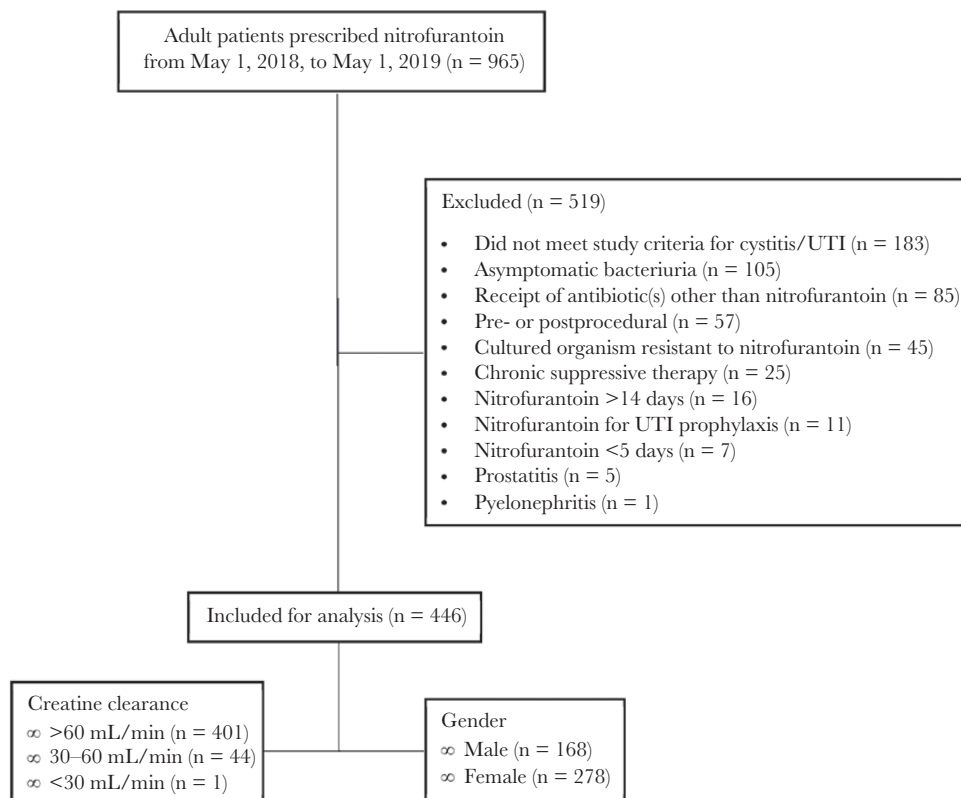 Adult patients prescribed nitrofurantoin
from May 1, 2018, to May 1, 2019 (n = 965)
Excluded (n = 519)
• Did not meet study criteria for cystitis/UTI (n = 183)
• Asymptomatic bacteriuria (n = 105)
• Receipt of antibiotic(s) other than nitrofurantoin (n = 85)
• Pre- or postprocedural (n = 57)
• Cultured organism resistant to nitrofurantoin (n = 45)
• Chronic suppressive therapy (n = 25)
• Nitrofurantoin >14 days (n = 16)
• Nitrofurantoin for UTI prophylaxis (n = 11)
• Nitrofurantoin <5 days (n = 7)
• Prostatitis (n = 5)
• Pyelonephritis (n = 1)
Included for analysis (n = 446)
Creatine clearance
∞ >60 mL/min (n = 401)
∞ 30–60 mL/min (n = 44)
∞ <30 mL/min (n = 1)
Gender
∞ Male (n = 168)
∞ Female (n = 278)